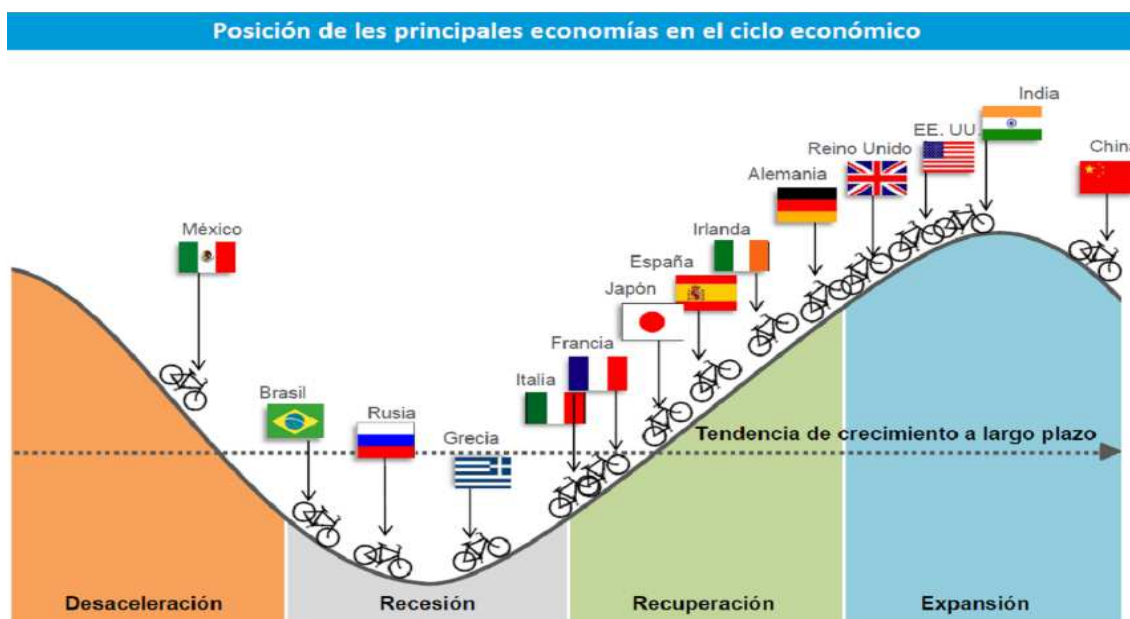 Posición de les principales economías en el ciclo económico
India
EE. UU.
China
Reino Unido
Alemania
Irlanda
México
España
Japón
Francia
Italia
Brasil
Rusia
Grecia
Tendencia de crecimiento a largo plazo
Desaceleración
Recesión
Recuperación
Expansión